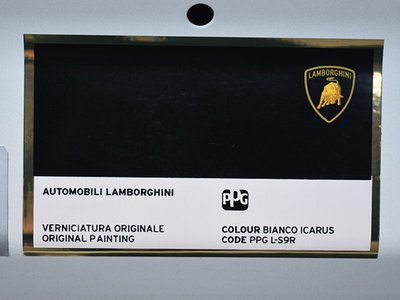 LAMBORGHINI
AUTOMOBILI LAMBORGHINI
PPG
VERNICIATURA ORIGINALE
ORIGINAL PAINTING
COLOUR BIANCO ICARUS
CODE PPG L-S9R